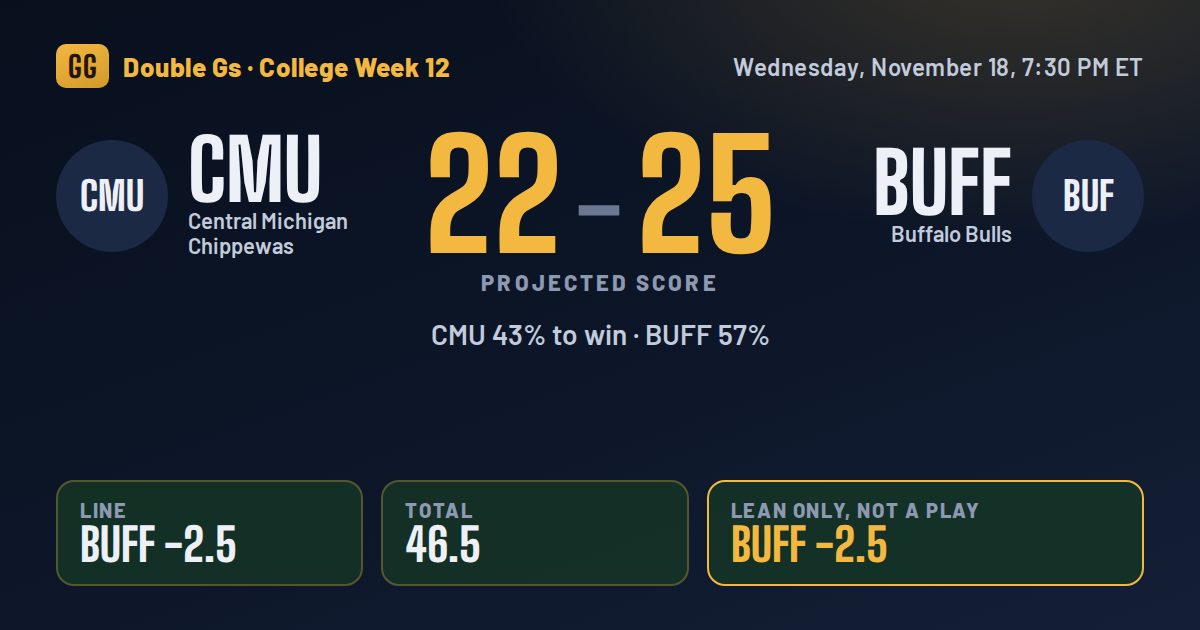 GG
Double Gs · College Week 12
Wednesday, November 18, 7:30 PM ET
CMU
CMU
Central Michigan
Chippewas
22 – 25
PROJECTED SCORE
CMU 43% to win · BUFF 57%
BUFF
Buffalo Bulls
BUF
LINE
BUFF −2.5
TOTAL
46.5
LEAN ONLY, NOT A PLAY
BUFF −2.5